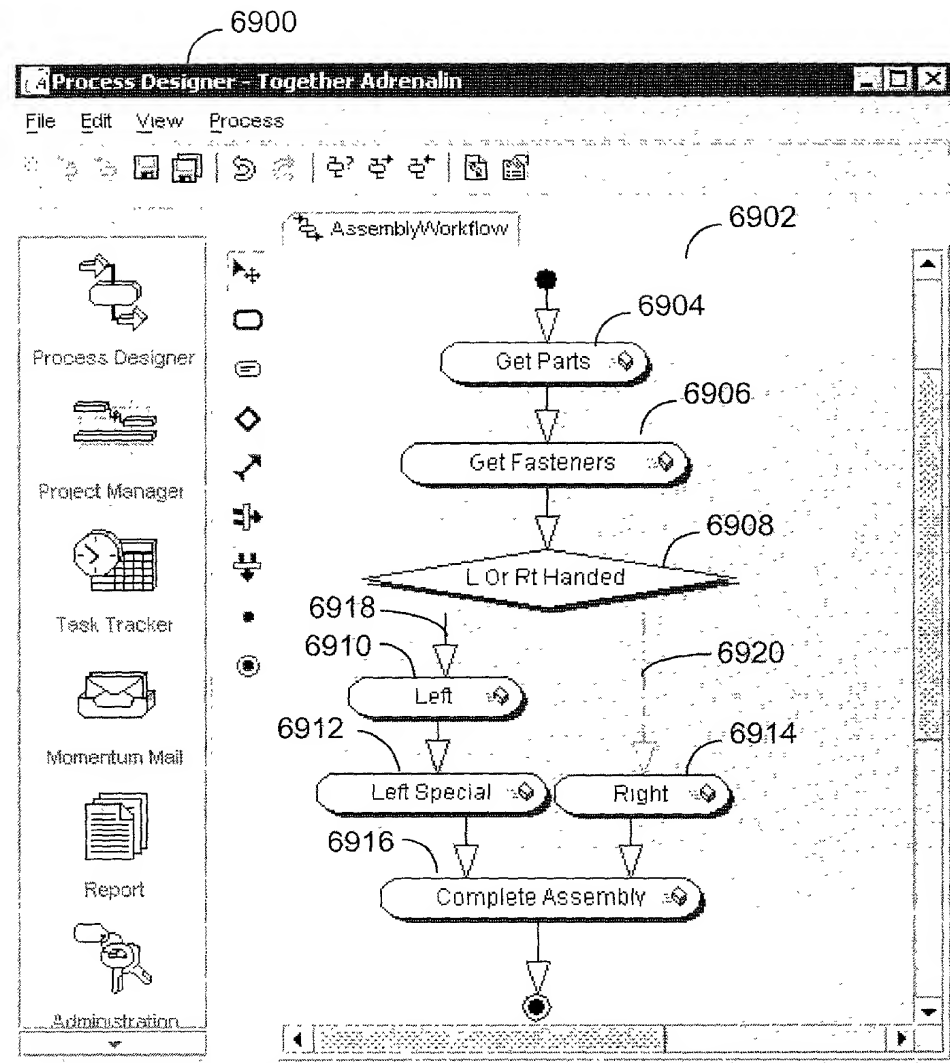 6900
Process Designer - Together Adrenalin
File Edit View Process
AssemblyWorkflow
6902
Process Designer
Project Manager
Task Tracker
Momentum Mail
Report
Administration
6904
Get Parts
6906
Get Fasteners
6908
L Or Rt Handed
6918
6910
6920
Left
6912
6914
Left Special
Right
6916
Complete Assembly